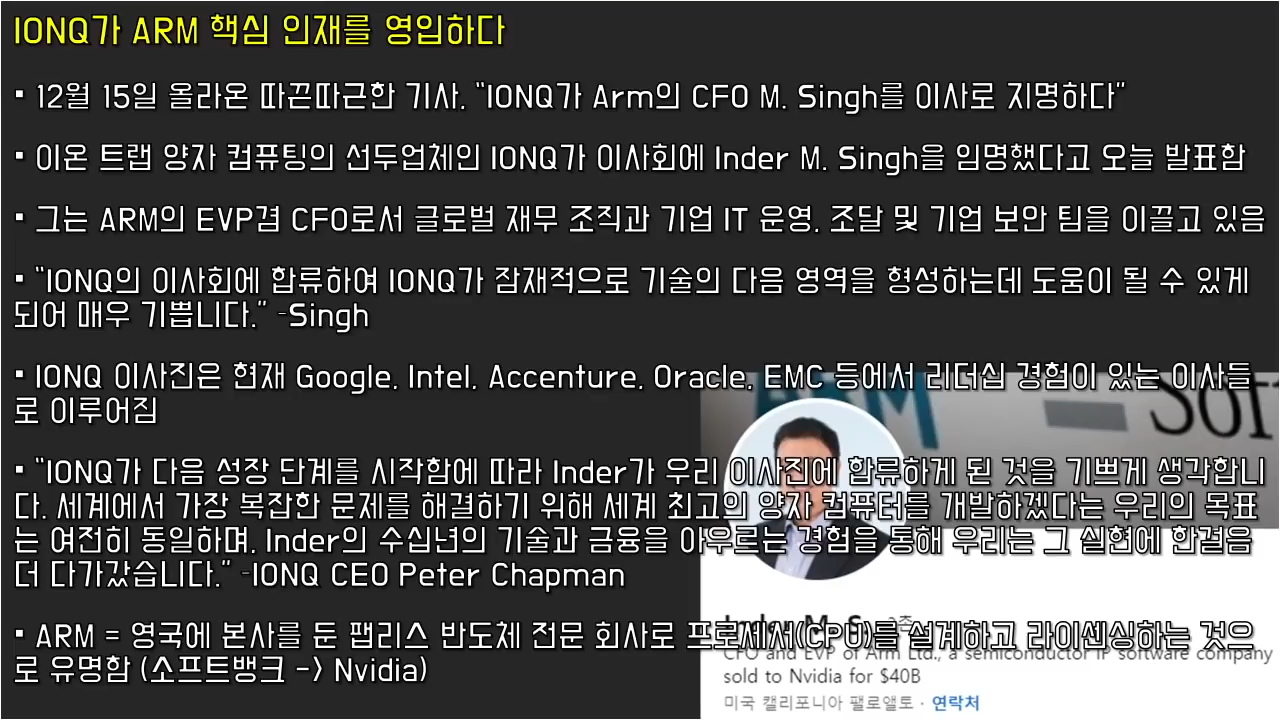 IONQ가 ARM 핵심 인재를 영입하다
▪ 12월 15일 올라온 따끈따근한 기사. "IONQ가 Arm의 CFO M. Singh를 이사로 지명하다"
▪ 이온 트랩 양자 컴퓨팅의 선두업체인 IONQ가 이사회에 Inder M. Singh을 임명했다고 오늘 발표함
▪ 그는 ARM의 EVP겸 CFO로서 글로벌 재무 조직과 기업 IT 운영, 조달 및 기업 보안 팀을 이끌고 있음
▪ "IONQ의 이사회에 합류하여 IONQ가 잠재적으로 기술의 다음 영역을 형성하는데 도움이 될 수 있게
되어 매우 기쁩니다." -Singh
▪ IONQ 이사진은 현재 Google, Intel, Accenture, Oracle, EMC 등에서 리더십 경험이 있는 이사들
로 이루어짐
▪ "IONQ가 다음 성장 단계를 시작함에 따라 Inder가 우리 이사진에 합류하게 된 것을 기쁘게 생각합니
다. 세계에서 가장 복잡한 문제를 해결하기 위해 세계 최고의 양자 컴퓨터를 개발하겠다는 우리의 목표
는 여전히 동일하며, Inder의 수십년의 기술과 금융을 아우르는 경험을 통해 우리는 그 실현에 한걸음
더 다가갔습니다." -IONQ CEO Peter Chapman
▪ ARM = 영국에 본사를 둔 팹리스 반도체 전문 회사로 프로세서(CPU)를 설계하고 라이센싱하는 것으
로 유명함 (소프트뱅크 -> Nvidia)
ARM
Inder M.
CFO and EVP of Arm Ltd., a semiconductor IP software company
sold to Nvidia for $40B
미국 캘리포니아 팰로앨토 · 연락처